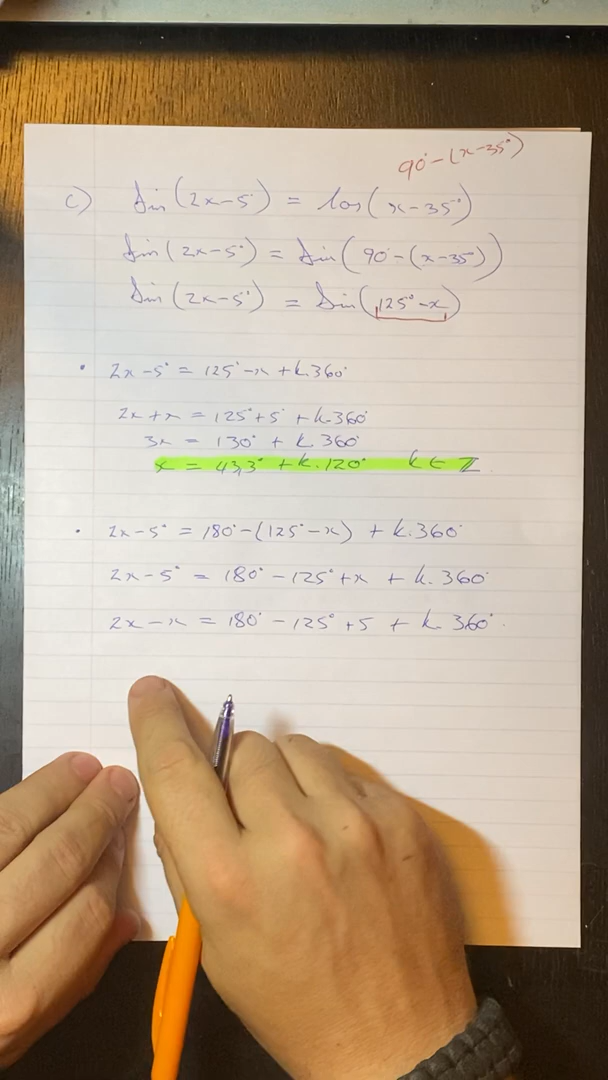 90°-(x-35°)
c) sin(2x-5°) = cos(x-35°)
sin(2x-5°) = sin(90°-(x-35°))
sin(2x-5°) = sin(125°-x)
• 2x-5° = 125°-x+k.360°
2x+x = 125°+5°+k.360°
3x = 130° + k.360°
x = 43,3° + k.120° k ∈ ℤ
• 2x-5° = 180°-(125°-x) + k.360°
2x-5° = 180°-125°+x + k.360°
2x-x = 180°-125°+5 + k.360°.